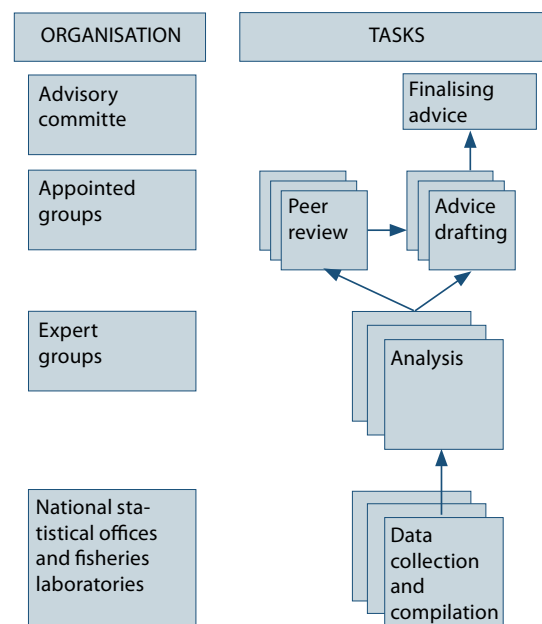 ORGANISATION
TASKS
Advisory
committe
Finalising
advice
Appointed
groups
Peer
review
Advice
drafting
Expert
groups
Analysis
National sta-
tistical offices
and fisheries
laboratories
Data
collection
and
compilation